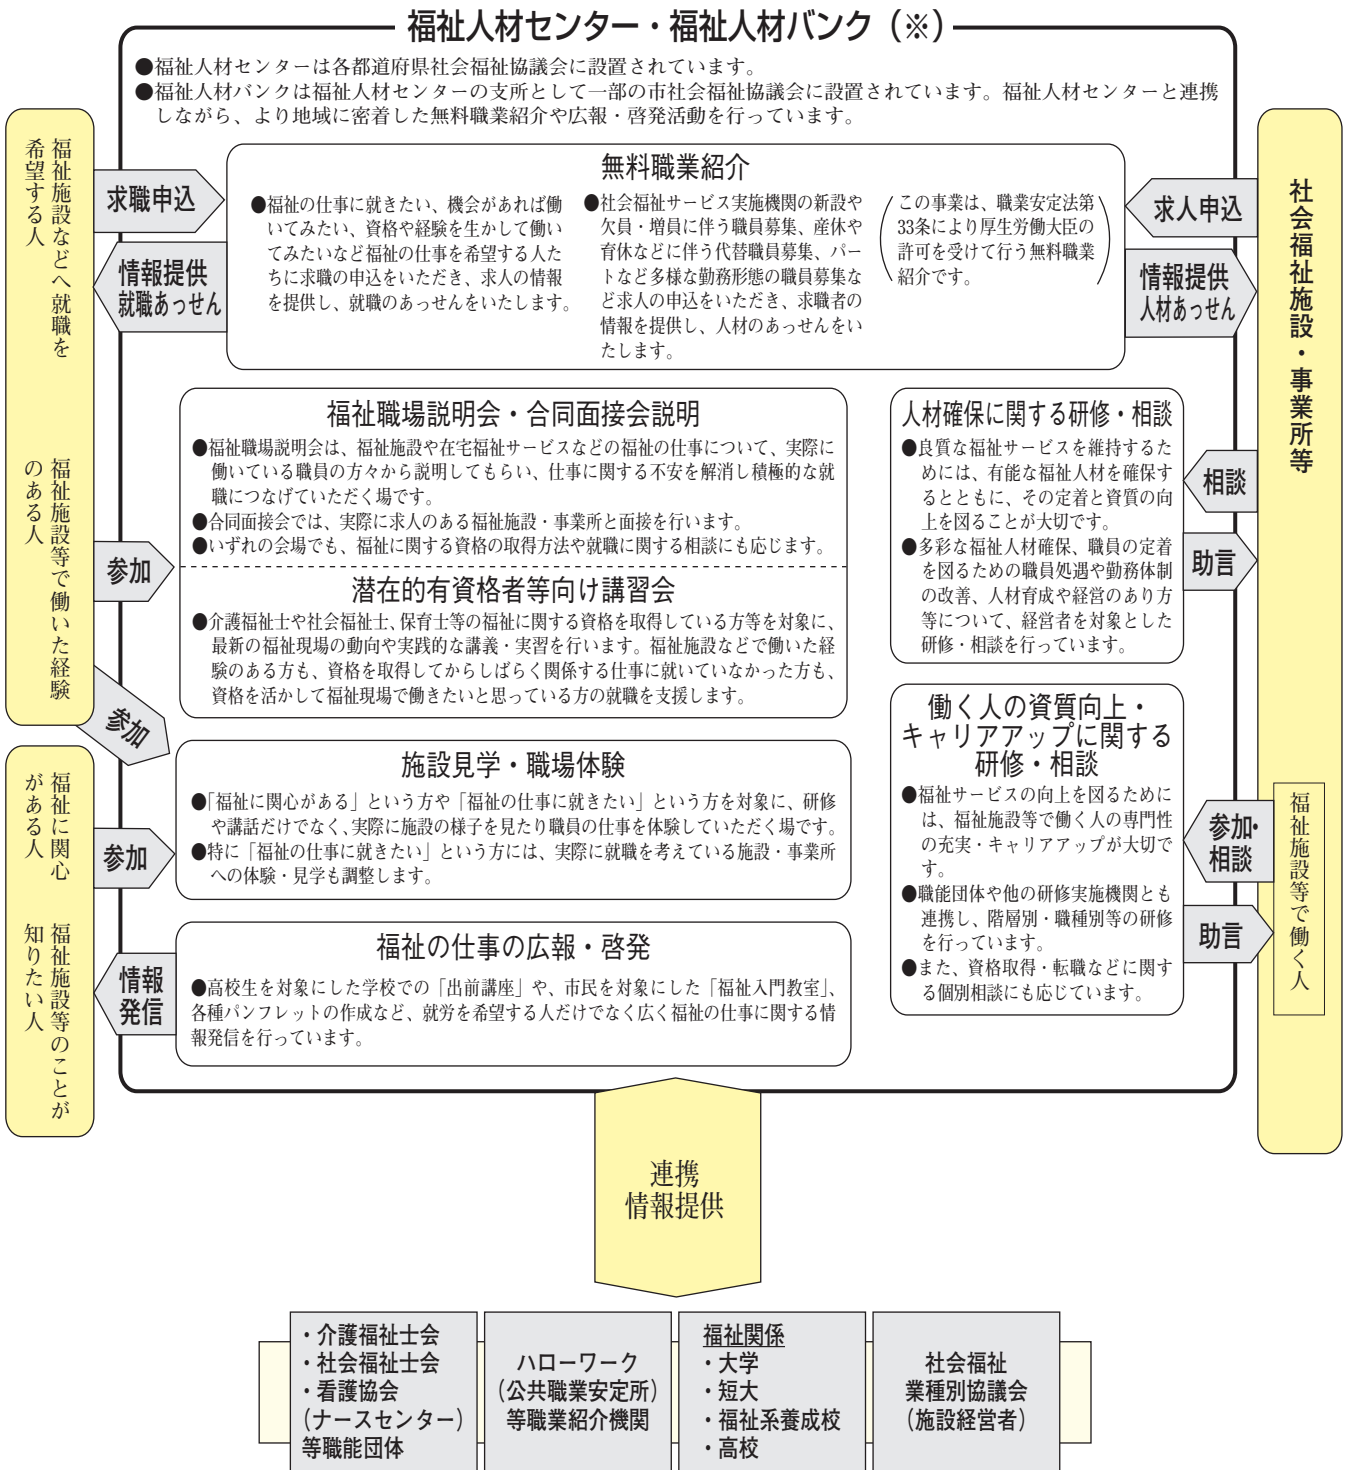 福祉人材センター・福祉人材バンク（※）
●福祉人材センターは各都道府県社会福祉協議会に設置されています。
●福祉人材バンクは福祉人材センターの支所として一部の市社会福祉協議会に設置されています。福祉人材センターと連携
しながら、より地域に密着した無料職業紹介や広報・啓発活動を行っています。
福祉施設などへ就職を
希望する人
求職申込
情報提供
就職あっせん
無料職業紹介
●福祉の仕事に就きたい、機会があれば働
いてみたい、資格や経験を生かして働い
てみたいなど福祉の仕事を希望する人た
ちに求職の申込をいただき、求人の情報
を提供し、就職のあっせんをいたします。
●社会福祉サービス実施機関の新設や
欠員・増員に伴う職員募集、産休や
育休などに伴う代替職員募集、パー
トなど多様な勤務形態の職員募集な
ど求人の申込をいただき、求職者の
情報を提供し、人材のあっせんをい
たします。
（この事業は、職業安定法第
33条により厚生労働大臣の
許可を受けて行う無料職業
紹介です。）
求人申込
情報提供
人材あっせん
社会福祉施設・事業所等
福祉施設等で働いた経験
のある人
参加
参加
福祉職場説明会・合同面接会説明
●福祉職場説明会は、福祉施設や在宅福祉サービスなどの福祉の仕事について、実際に
働いている職員の方々から説明してもらい、仕事に関する不安を解消し積極的な就
職につなげていただく場です。
●合同面接会では、実際に求人のある福祉施設・事業所と面接を行います。
●いずれの会場でも、福祉に関する資格の取得方法や就職に関する相談にも応じます。
潜在的有資格者等向け講習会
●介護福祉士や社会福祉士、保育士等の福祉に関する資格を取得している方等を対象に、
最新の福祉現場の動向や実践的な講義・実習を行います。福祉施設などで働いた経
験のある方も、資格を取得してからしばらく関係する仕事に就いていなかった方も、
資格を活かして福祉現場で働きたいと思っている方の就職を支援します。
人材確保に関する研修・相談
●良質な福祉サービスを維持するた
めには、有能な福祉人材を確保す
るとともに、その定着と資質の向
上を図ることが大切です。
●多彩な福祉人材確保、職員の定着
を図るための職員処遇や勤務体制
の改善、人材育成や経営のあり方
等について、経営者を対象とした
研修・相談を行っています。
相談
助言
福祉に関心
がある人
参加
施設見学・職場体験
●「福祉に関心がある」という方や「福祉の仕事に就きたい」という方を対象に、研修
や講話だけでなく、実際に施設の様子を見たり職員の仕事を体験していただく場です。
●特に「福祉の仕事に就きたい」という方には、実際に就職を考えている施設・事業所
への体験・見学も調整します。
働く人の資質向上・
キャリアアップに関する
研修・相談
●福祉サービスの向上を図るために
は、福祉施設等で働く人の専門性
の充実・キャリアアップが大切で
す。
●職能団体や他の研修実施機関とも
連携し、階層別・職種別等の研修
を行っています。
●また、資格取得・転職などに関す
る個別相談にも応じています。
参加・
相談
助言
福祉施設等で働く人
福祉施設等のことが
知りたい人
情報
発信
福祉の仕事の広報・啓発
●高校生を対象にした学校での「出前講座」や、市民を対象にした「福祉入門教室」、
各種パンフレットの作成など、就労を希望する人だけでなく広く福祉の仕事に関する情
報発信を行っています。
連携
情報提供
・介護福祉士会
・社会福祉士会
・看護協会
（ナースセンター）
等職能団体
ハローワーク
（公共職業安定所）
等職業紹介機関
福祉関係
・大学
・短大
・福祉系養成校
・高校
社会福祉
業種別協議会
（施設経営者）